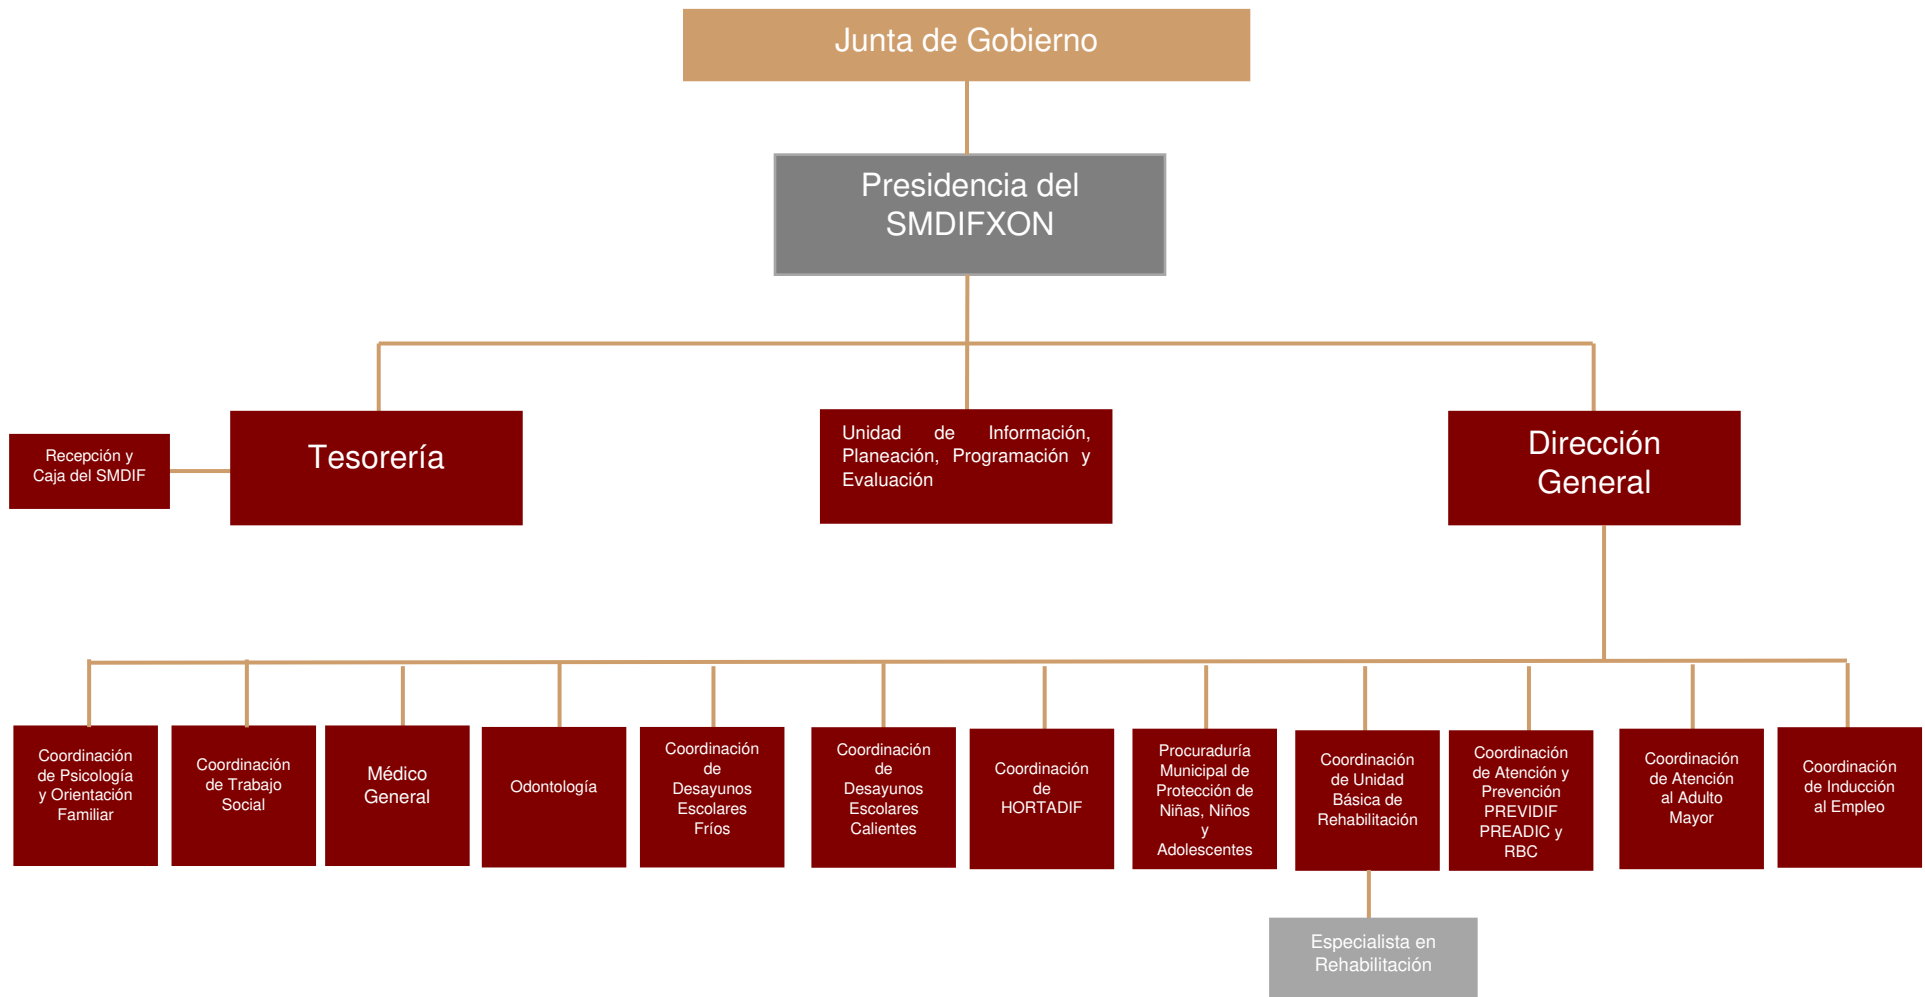 Junta de Gobierno
Presidencia del
SMDIFXON
Recepción y
Caja del SMDIF
Tesorería
Unidad de Información,
Planeación, Programación y
Evaluación
Dirección
General
Coordinación
de Psicología
y Orientación
Familiar
Coordinación
de Trabajo
Social
Médico
General
Odontología
Coordinación
de
Desayunos
Escolares
Fríos
Coordinación
de
Desayunos
Escolares
Calientes
Coordinación
de
HORTADIF
Procuraduría
Municipal de
Protección de
Niñas, Niños
y
Adolescentes
Coordinación
de Unidad
Básica de
Rehabilitación
Coordinación
de Atención y
Prevención
PREVIDIF
PREADIC y
RBC
Coordinación
de Atención
al Adulto
Mayor
Coordinación
de Inducción
al Empleo
Especialista en
Rehabilitación